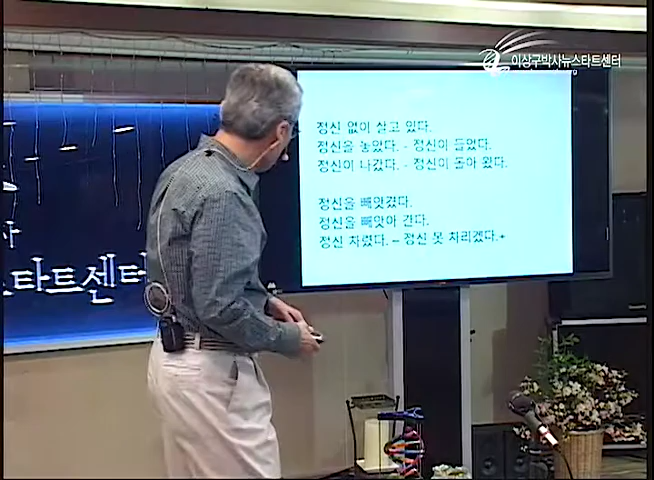 이상구박사뉴스타트센터
정신 없이 살고 있다.
정신을 놓았다. - 정신이 들었다.
정신이 나갔다. - 정신이 돌아 왔다.
정신을 빼앗겼다.
정신을 빼앗아 간다.
정신 차렸다. – 정신 못 차리겠다.
스타트센터